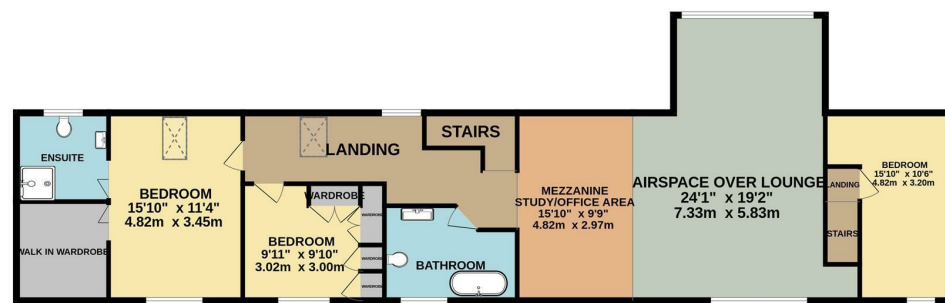 ENSUITE
WALK IN WARDROBE
BEDROOM
15'10" x 11'4"
4.82m x 3.45m
LANDING
STAIRS
WARDROBE
WARDROBE
WARDROBE
WARDROBE
BEDROOM
9'11" x 9'10"
3.02m x 3.00m
BATHROOM
MEZZANINE
STUDY/OFFICE AREA
15'10" x 9'9"
4.82m x 2.97m
AIRSPACE OVER LOUNGE
24'1" x 19'2"
7.33m x 5.83m
LANDING
STAIRS
BEDROOM
15'10" x 10'6"
4.82m x 3.20m